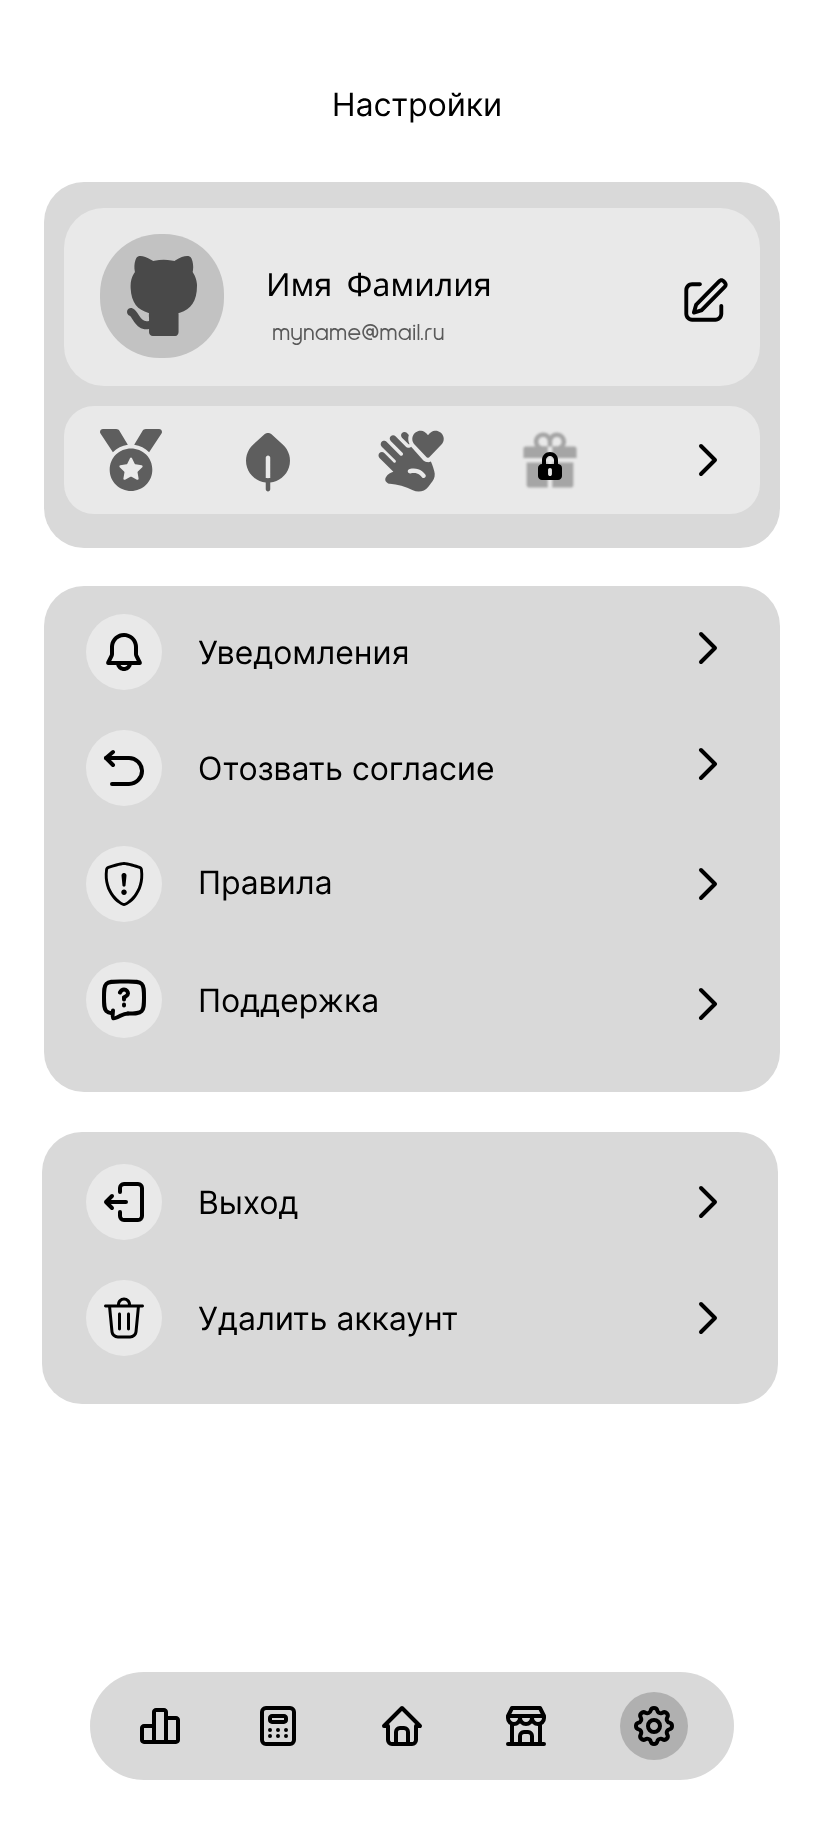 Настройки
Имя Фамилия
myname@mail.ru
Уведомления
Отозвать согласие
Правила
Поддержка
Выход
Удалить аккаунт